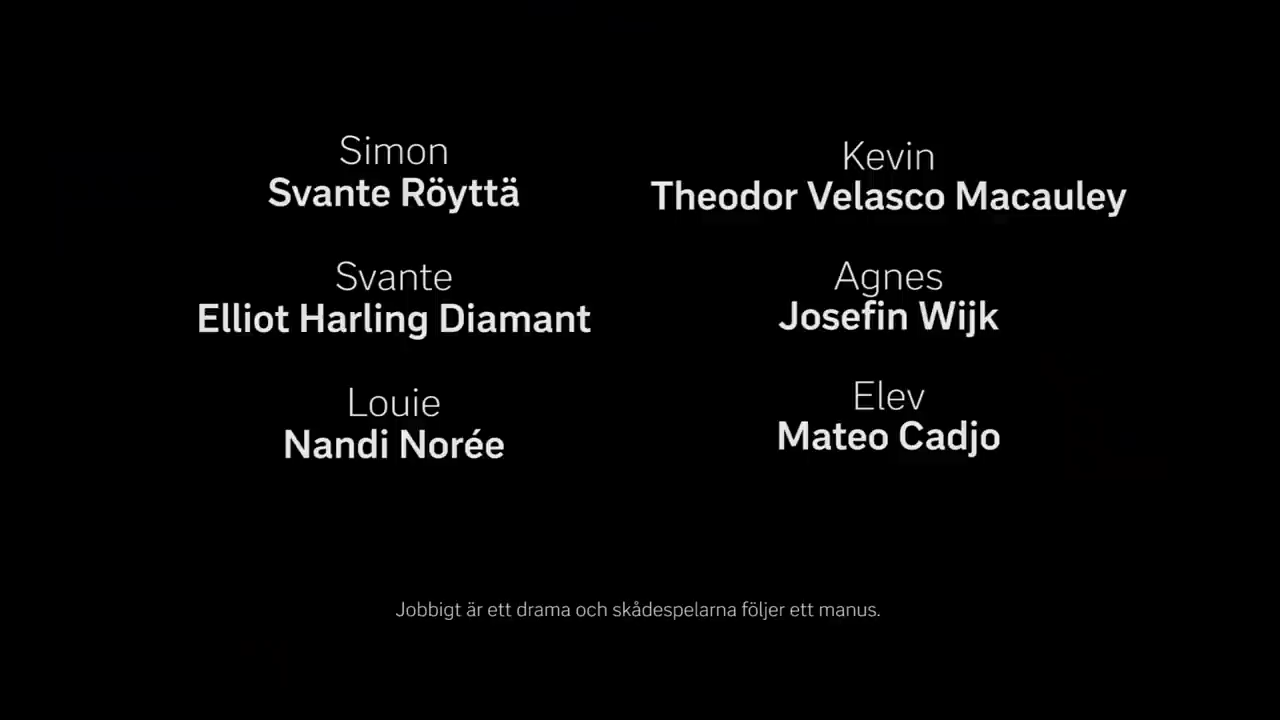 Simon
Svante Röyttä
Svante
Elliot Harling Diamant
Louie
Nandi Norée
Kevin
Theodor Velasco Macauley
Agnes
Josefin Wijk
Elev
Mateo Cadjo
Jobbigt är ett drama och skådespelarna följer ett manus.